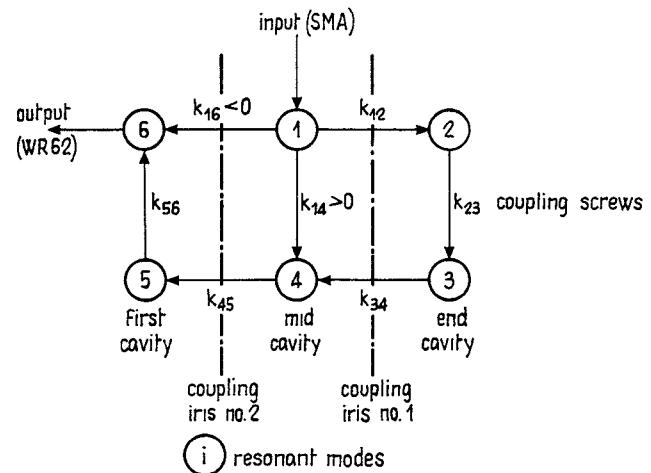 input (SMA)
output
(WR62)
k16<0
k12
6
1
2
k56
k14>0
k23 coupling screws
5
4
3
k45
k34
first
cavity
mid
cavity
end
cavity
coupling
iris no.2
coupling
iris no.1
i resonant modes